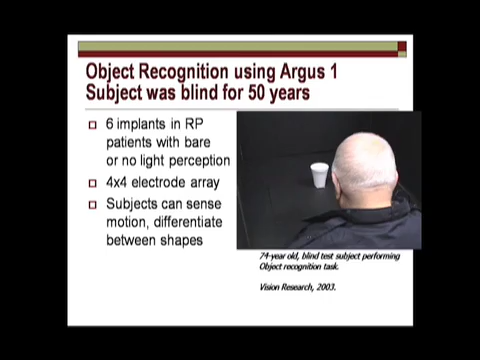 Object Recognition using Argus 1
Subject was blind for 50 years
6 implants in RP
patients with bare
or no light perception
4x4 electrode array
Subjects can sense
motion, differentiate
between shapes
74-year old, blind test subject performing
Object recognition task.
Vision Research, 2003.